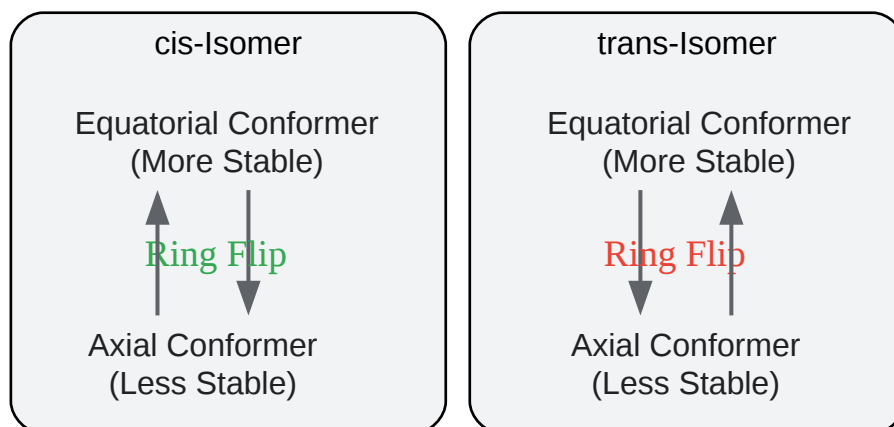 cis-Isomer
Equatorial Conformer
(More Stable)
Ring Flip
Axial Conformer
(Less Stable)
trans-Isomer
Equatorial Conformer
(More Stable)
Ring Flip
Axial Conformer
(Less Stable)